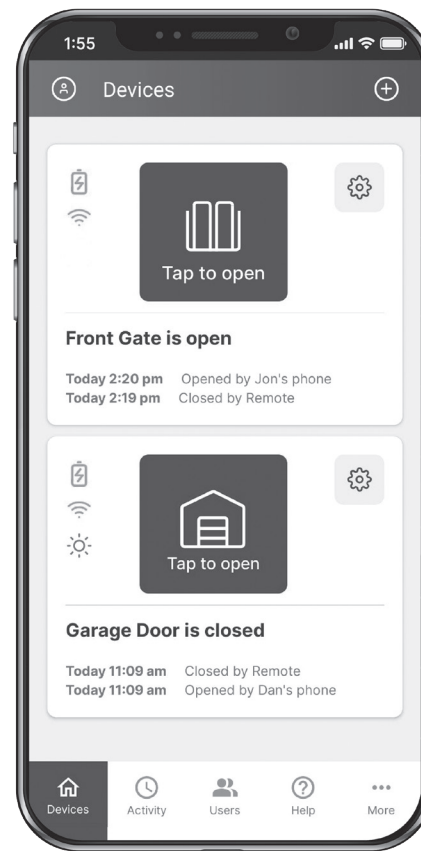 1:55
Devices
Tap to open
Front Gate is open
Today 2:20 pm Opened by Jon's phone
Today 2:19 pm Closed by Remote
Tap to open
Garage Door is closed
Today 11:09 am Closed by Remote
Today 11:09 am Opened by Dan's phone
Devices Activity Users Help More